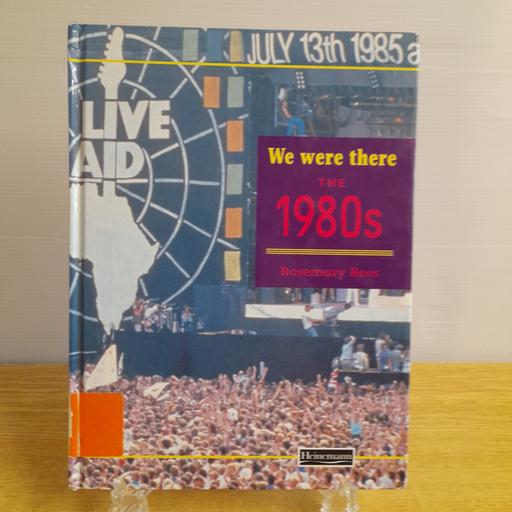 JULY 13th 1985 a
LIVE
AID
We were there
THE
1980s
Rosemary Rees
Heinemann